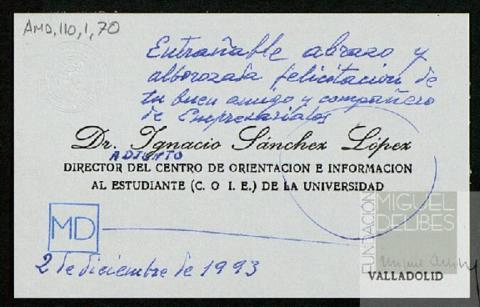 AMD,110,1,70
Entrañable abrazo y
alborozada felicitacion de
tu buen amigo y compañero
de Empresariales
Dr. Ignacio Sánchez López
ADJUNTO
DIRECTOR DEL CENTRO DE ORIENTACION E INFORMACION
AL ESTUDIANTE (C. O. I. E.) DE LA UNIVERSIDAD
MD
2 de diciembre de 1993
VALLADOLID
FUNDACIÓN
MIGUEL
DELIBES